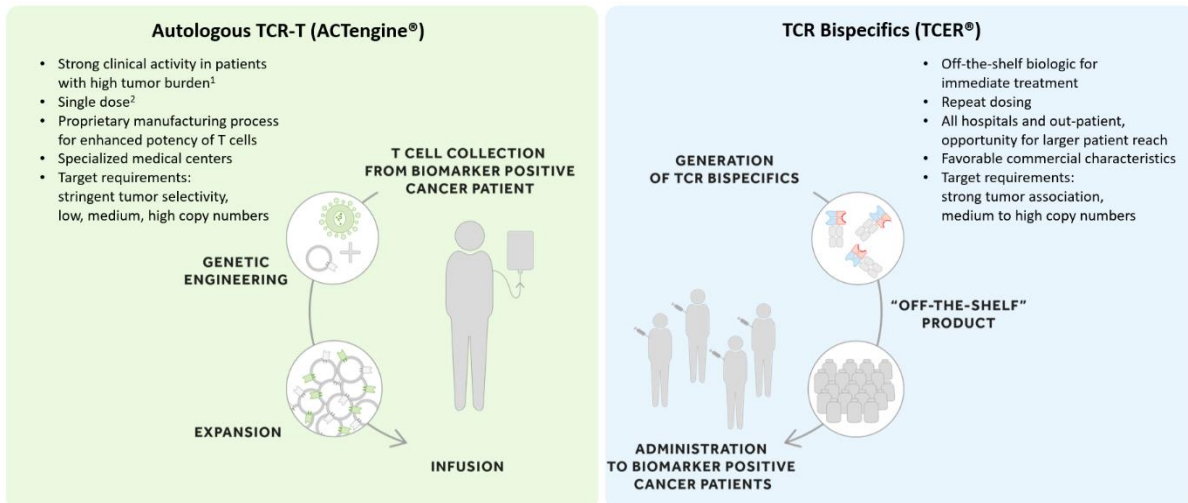 Autologous TCR-T (ACTengine®)
• Strong clinical activity in patients
with high tumor burden¹
• Single dose²
• Proprietary manufacturing process
for enhanced potency of T cells
• Specialized medical centers
• Target requirements:
stringent tumor selectivity,
low, medium, high copy numbers
T CELL COLLECTION
FROM BIOMARKER POSITIVE
CANCER PATIENT
GENETIC
ENGINEERING
EXPANSION
INFUSION
TCR Bispecifics (TCER®)
• Off-the-shelf biologic for
immediate treatment
• Repeat dosing
• All hospitals and out-patient,
opportunity for larger patient reach
• Favorable commercial characteristics
• Target requirements:
strong tumor association,
medium to high copy numbers
GENERATION
OF TCR BISPECIFICS
“OFF-THE-SHELF”
PRODUCT
ADMINISTRATION
TO BIOMARKER POSITIVE
CANCER PATIENTS